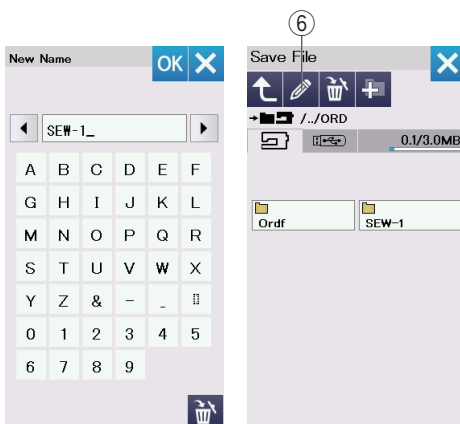 ⑥
New Name
OK
SEW-1_
A B C D E F
G H I J K L
M N O P Q R
S T U V W X
Y Z & - _
0 1 2 3 4 5
6 7 8 9
Save File
/../ORD
0.1/3.0MB
Ordf
SEW-1